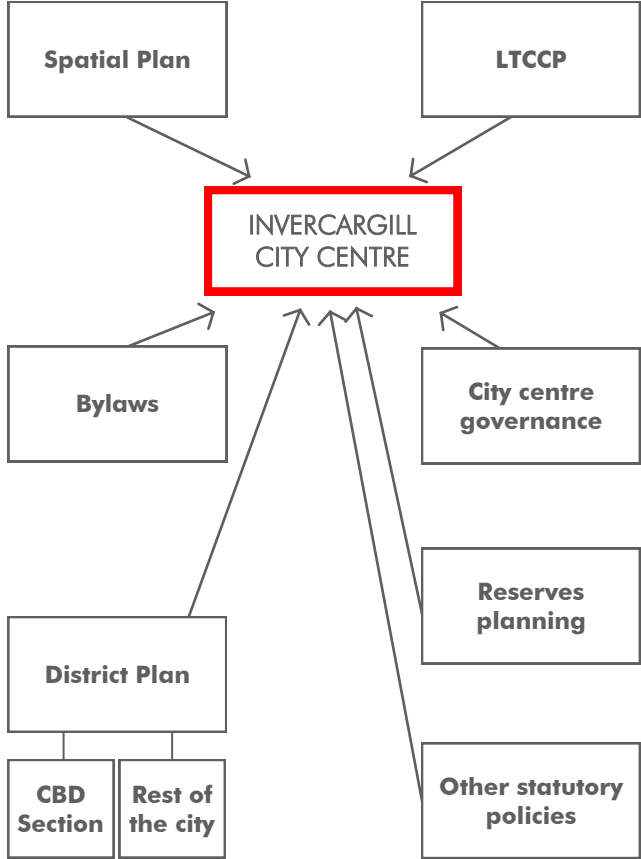 Spatial Plan
LTCCP
INVERCARGILL
CITY CENTRE
Bylaws
City centre
governance
Reserves
planning
District Plan
CBD
Section
Rest of
the city
Other statutory
policies